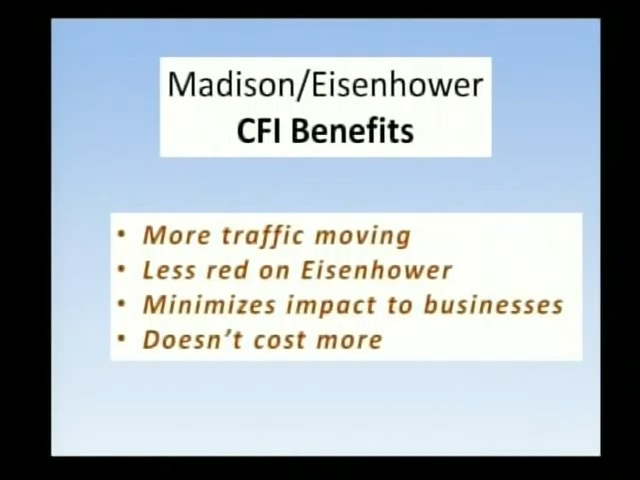 Madison/Eisenhower
CFI Benefits
• More traffic moving
• Less red on Eisenhower
• Minimizes impact to businesses
• Doesn't cost more